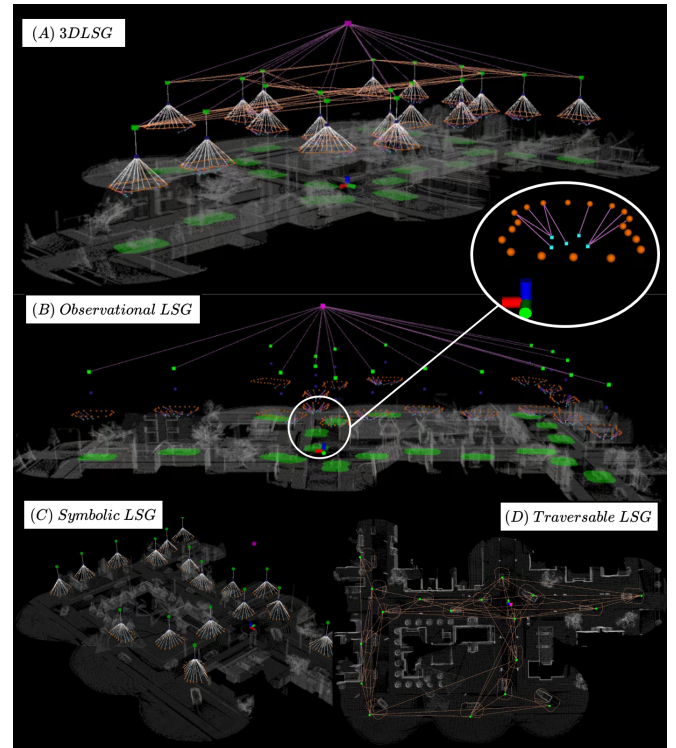 (A) 3DLSG
(B) Observational LSG
(C) Symbolic LSG
(D) Traversable LSG